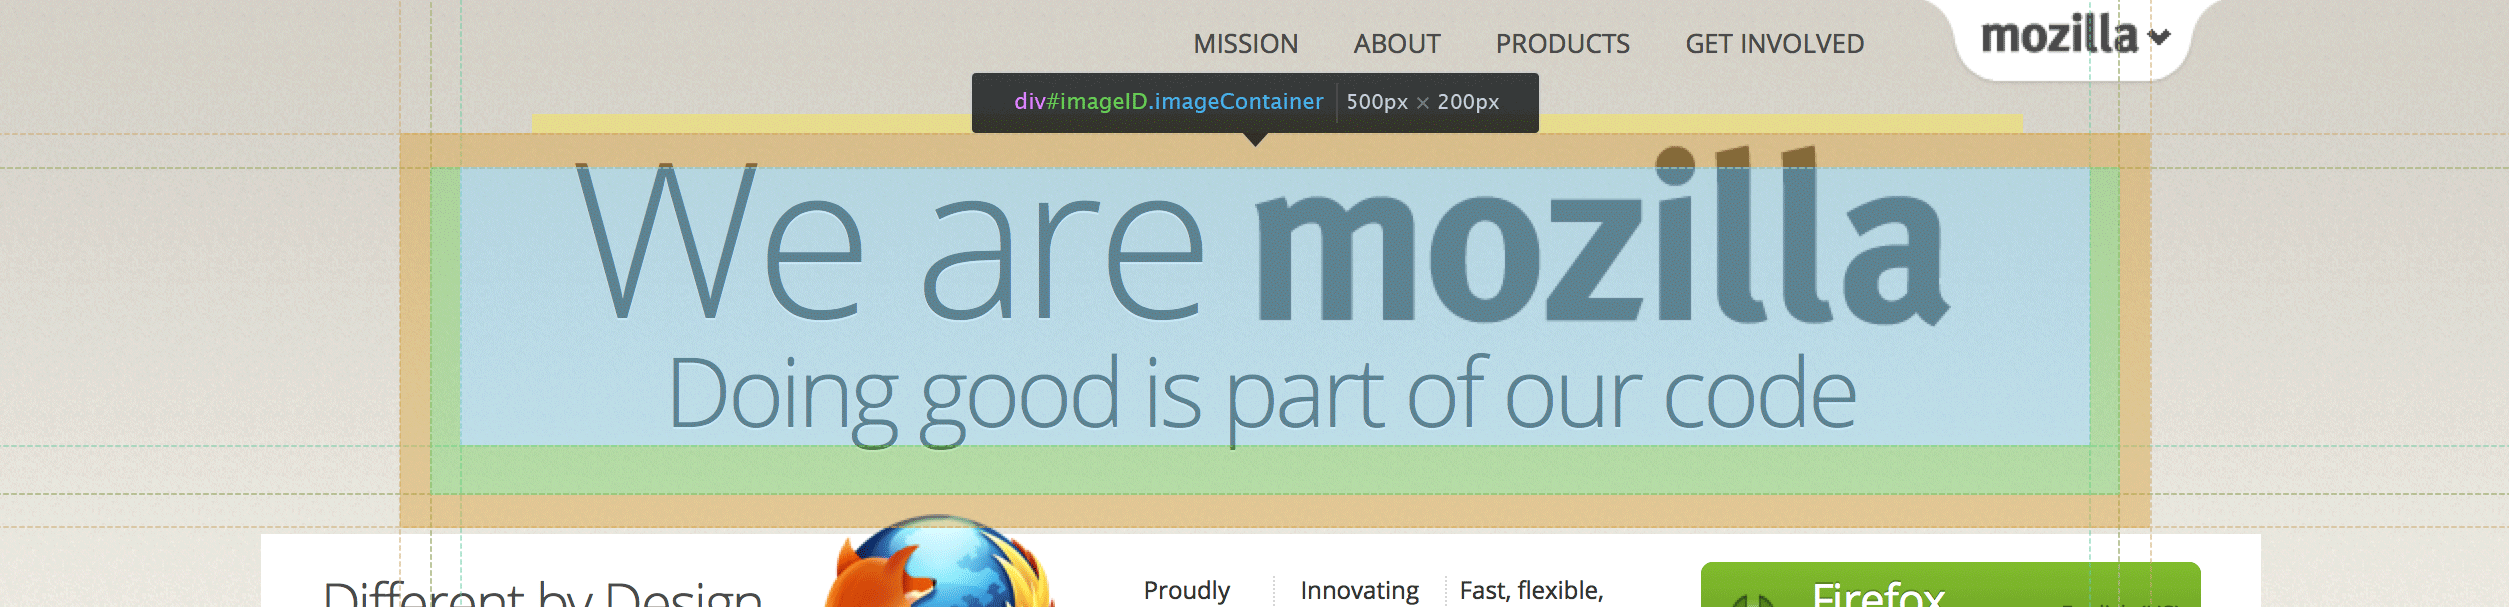 MISSION ABOUT PRODUCTS GET INVOLVED mozilla
div#imageID.imageContainer 500px × 200px
We are mozilla
Doing good is part of our code
Different by Design Proudly Innovating Fast, flexible, Firefox